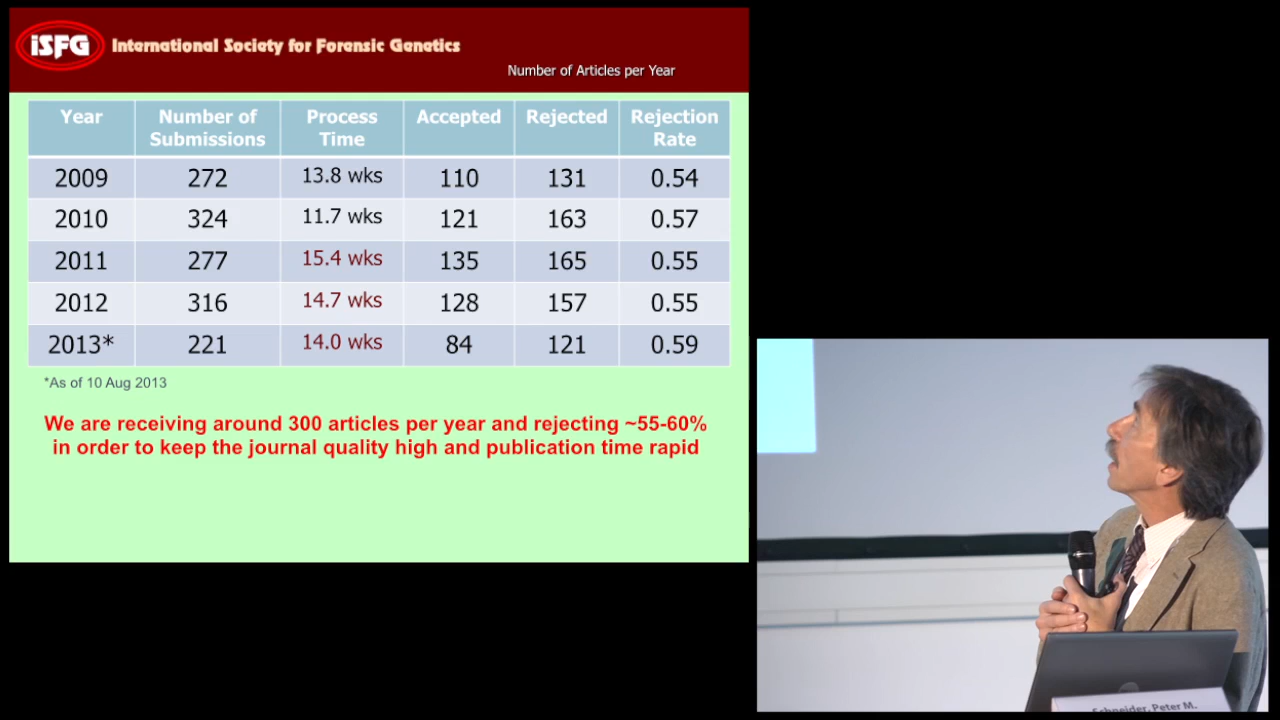 iSFG International Society for Forensic Genetics
Number of Articles per Year
Year Number of Submissions Process Time Accepted Rejected Rejection Rate
2009 272 13.8 wks 110 131 0.54
2010 324 11.7 wks 121 163 0.57
2011 277 15.4 wks 135 165 0.55
2012 316 14.7 wks 128 157 0.55
2013* 221 14.0 wks 84 121 0.59
*As of 10 Aug 2013
We are receiving around 300 articles per year and rejecting ~55-60%
in order to keep the journal quality high and publication time rapid
Schneider, Peter M.